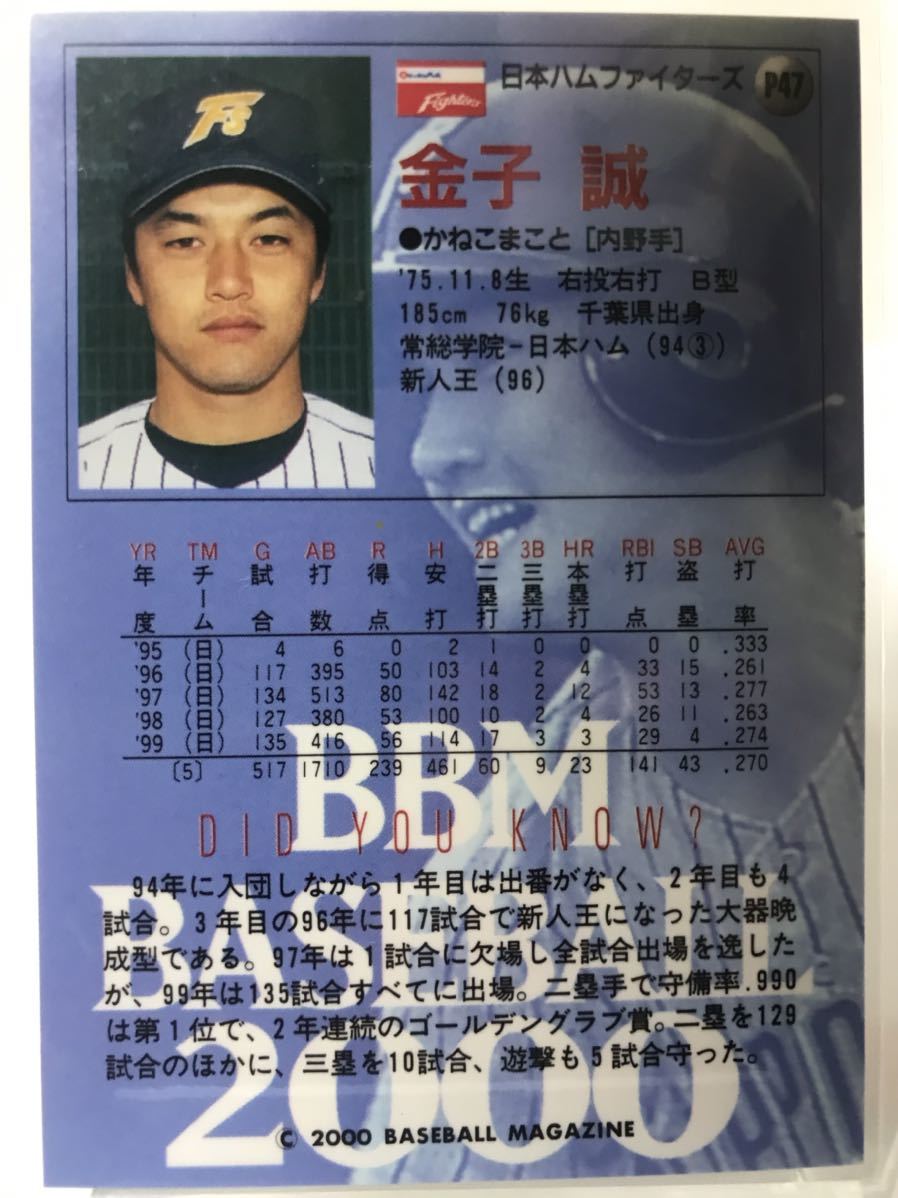 FS
Fighters
日本ハムファイターズ
P47
金子 誠
●かねこまこと [内野手]
'75.11.8生 右投右打 B型
185cm 76kg 千葉県出身
常総学院－日本ハム (94③)
新人王 (96)
YR TM G AB R H 2B 3B HR RBI SB AVG
年度 チーム 試合 打数 得点 安打 二塁打 三塁打 本塁打 打点 盗塁 打率
'95 (日) 4 6 0 2 1 0 0 0 0 .333
'96 (日) 117 395 50 103 14 2 4 33 15 .261
'97 (日) 134 513 80 142 18 2 12 53 13 .277
'98 (日) 127 380 53 100 10 2 4 26 11 .263
'99 (日) 135 416 56 114 17 3 3 29 4 .274
〔5〕 517 1710 239 461 60 9 23 141 43 .270
DID YOU KNOW?
94年に入団しながら1年目は出番がなく、2年目も4
試合。3年目の96年に117試合で新人王になった大器晩
成型である。97年は1試合に欠場し全試合出場を逸した
が、99年は135試合すべてに出場。二塁手で守備率.990
は第1位で、2年連続のゴールデングラブ賞。二塁を129
試合のほかに、三塁を10試合、遊撃も5試合守った。
BBM
BASEBALL
2000
© 2000 BASEBALL MAGAZINE